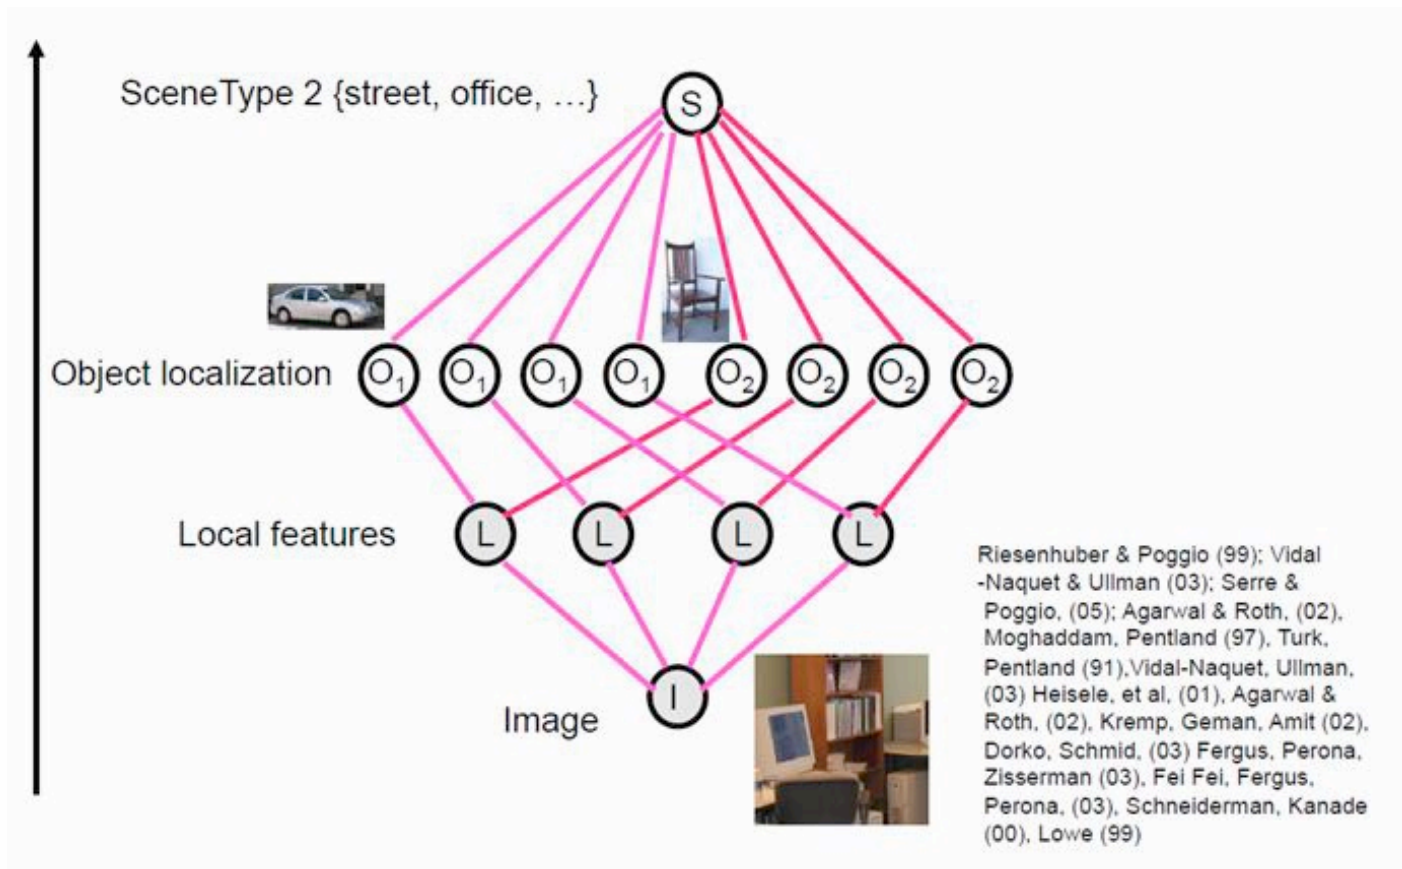 SceneType 2 {street, office, …}
S
Object localization
O1 O1 O1 O1 O2 O2 O2 O2
Local features
L L L L
Image
I
Riesenhuber & Poggio (99); Vidal
-Naquet & Ullman (03); Serre &
Poggio, (05); Agarwal & Roth, (02),
Moghaddam, Pentland (97), Turk,
Pentland (91),Vidal-Naquet, Ullman,
(03) Heisele, et al, (01), Agarwal &
Roth, (02), Kremp, Geman, Amit (02),
Dorko, Schmid, (03) Fergus, Perona,
Zisserman (03), Fei Fei, Fergus,
Perona, (03), Schneiderman, Kanade
(00), Lowe (99)